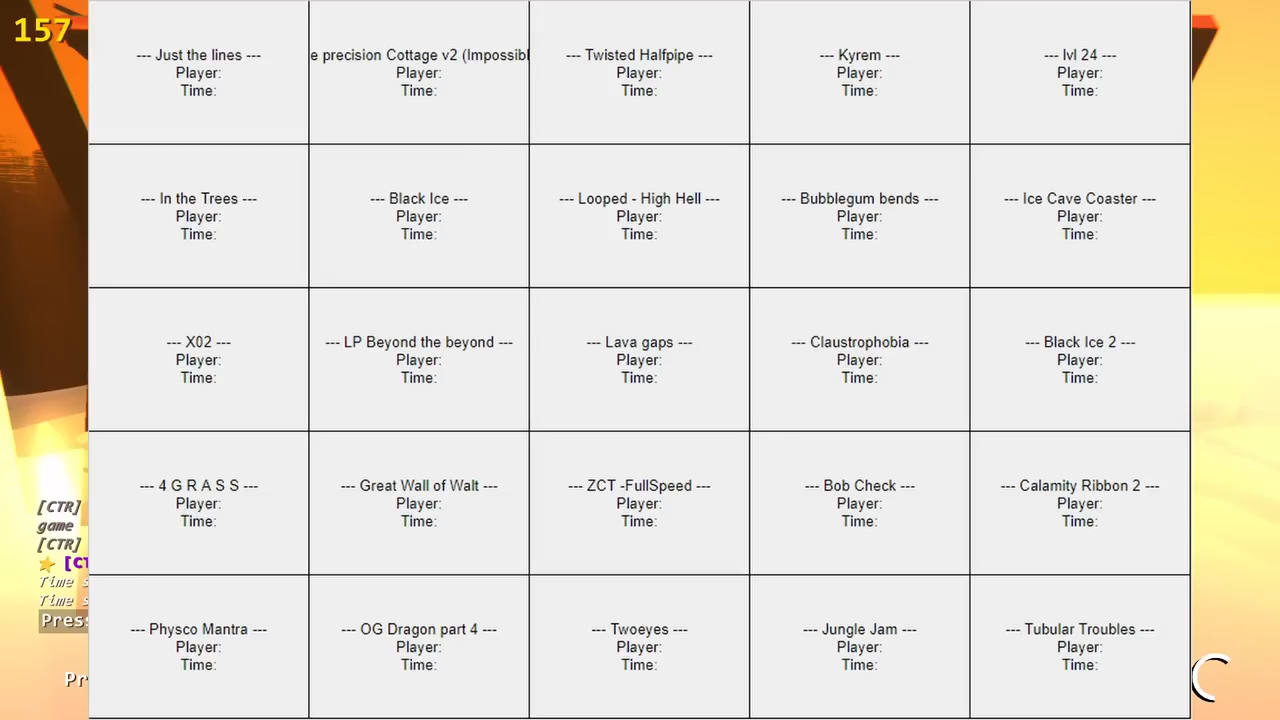 157
--- Just the lines ---
Player:
Time:
precision Cottage v2
Player:
Time:
--- Twisted Halfpipe ---
Player:
Time:
--- Kyrem ---
Player:
Time:
--- lvl 24 ---
Player:
Time:
--- In the Trees ---
Player:
Time:
--- Black Ice ---
Player:
Time:
--- Looped - High Hell ---
Player:
Time:
--- Bubblegum bends ---
Player:
Time:
--- Ice Cave Coaster ---
Player:
Time:
--- X02 ---
Player:
Time:
--- LP Beyond the beyond ---
Player:
Time:
--- Lava gaps ---
Player:
Time:
--- Claustrophobia ---
Player:
Time:
--- Black Ice 2 ---
Player:
Time:
--- 4 G R A S S ---
Player:
Time:
--- Great Wall of Walt ---
Player:
Time:
--- ZCT -FullSpeed ---
Player:
Time:
--- Bob Check ---
Player:
Time:
--- Calamity Ribbon 2 ---
Player:
Time:
--- Physco Mantra ---
Player:
Time:
--- OG Dragon part 4 ---
Player:
Time:
--- Twoeyes ---
Player:
Time:
--- Jungle Jam ---
Player:
Time:
--- Tubular Troubles ---
Player:
Time:
[CTR]
game
[CTR]
Time
Time